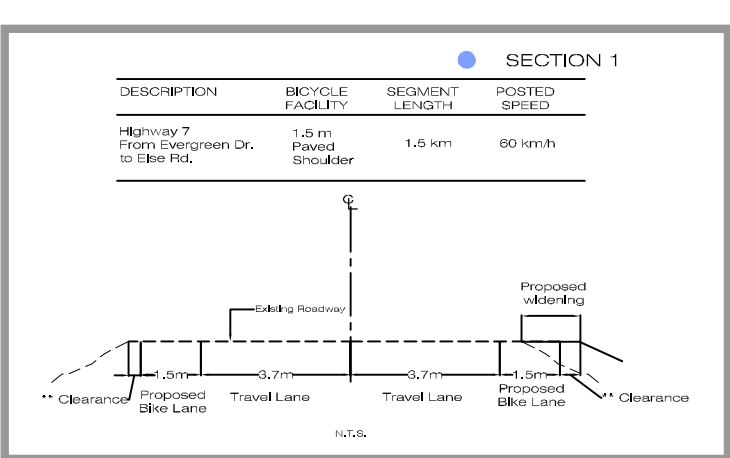 SECTION 1
DESCRIPTION BICYCLE FACILITY SEGMENT LENGTH POSTED SPEED
Highway 7
From Evergreen Dr.
to Else Rd.
1.5 m
Paved
Shoulder
1.5 km
60 km/h
℄
Proposed
widening
Existing Roadway
1.5m 3.7m 3.7m 1.5m
** Clearance
Proposed
Bike Lane
Travel Lane
Travel Lane
Proposed
Bike Lane
** Clearance
N.T.S.